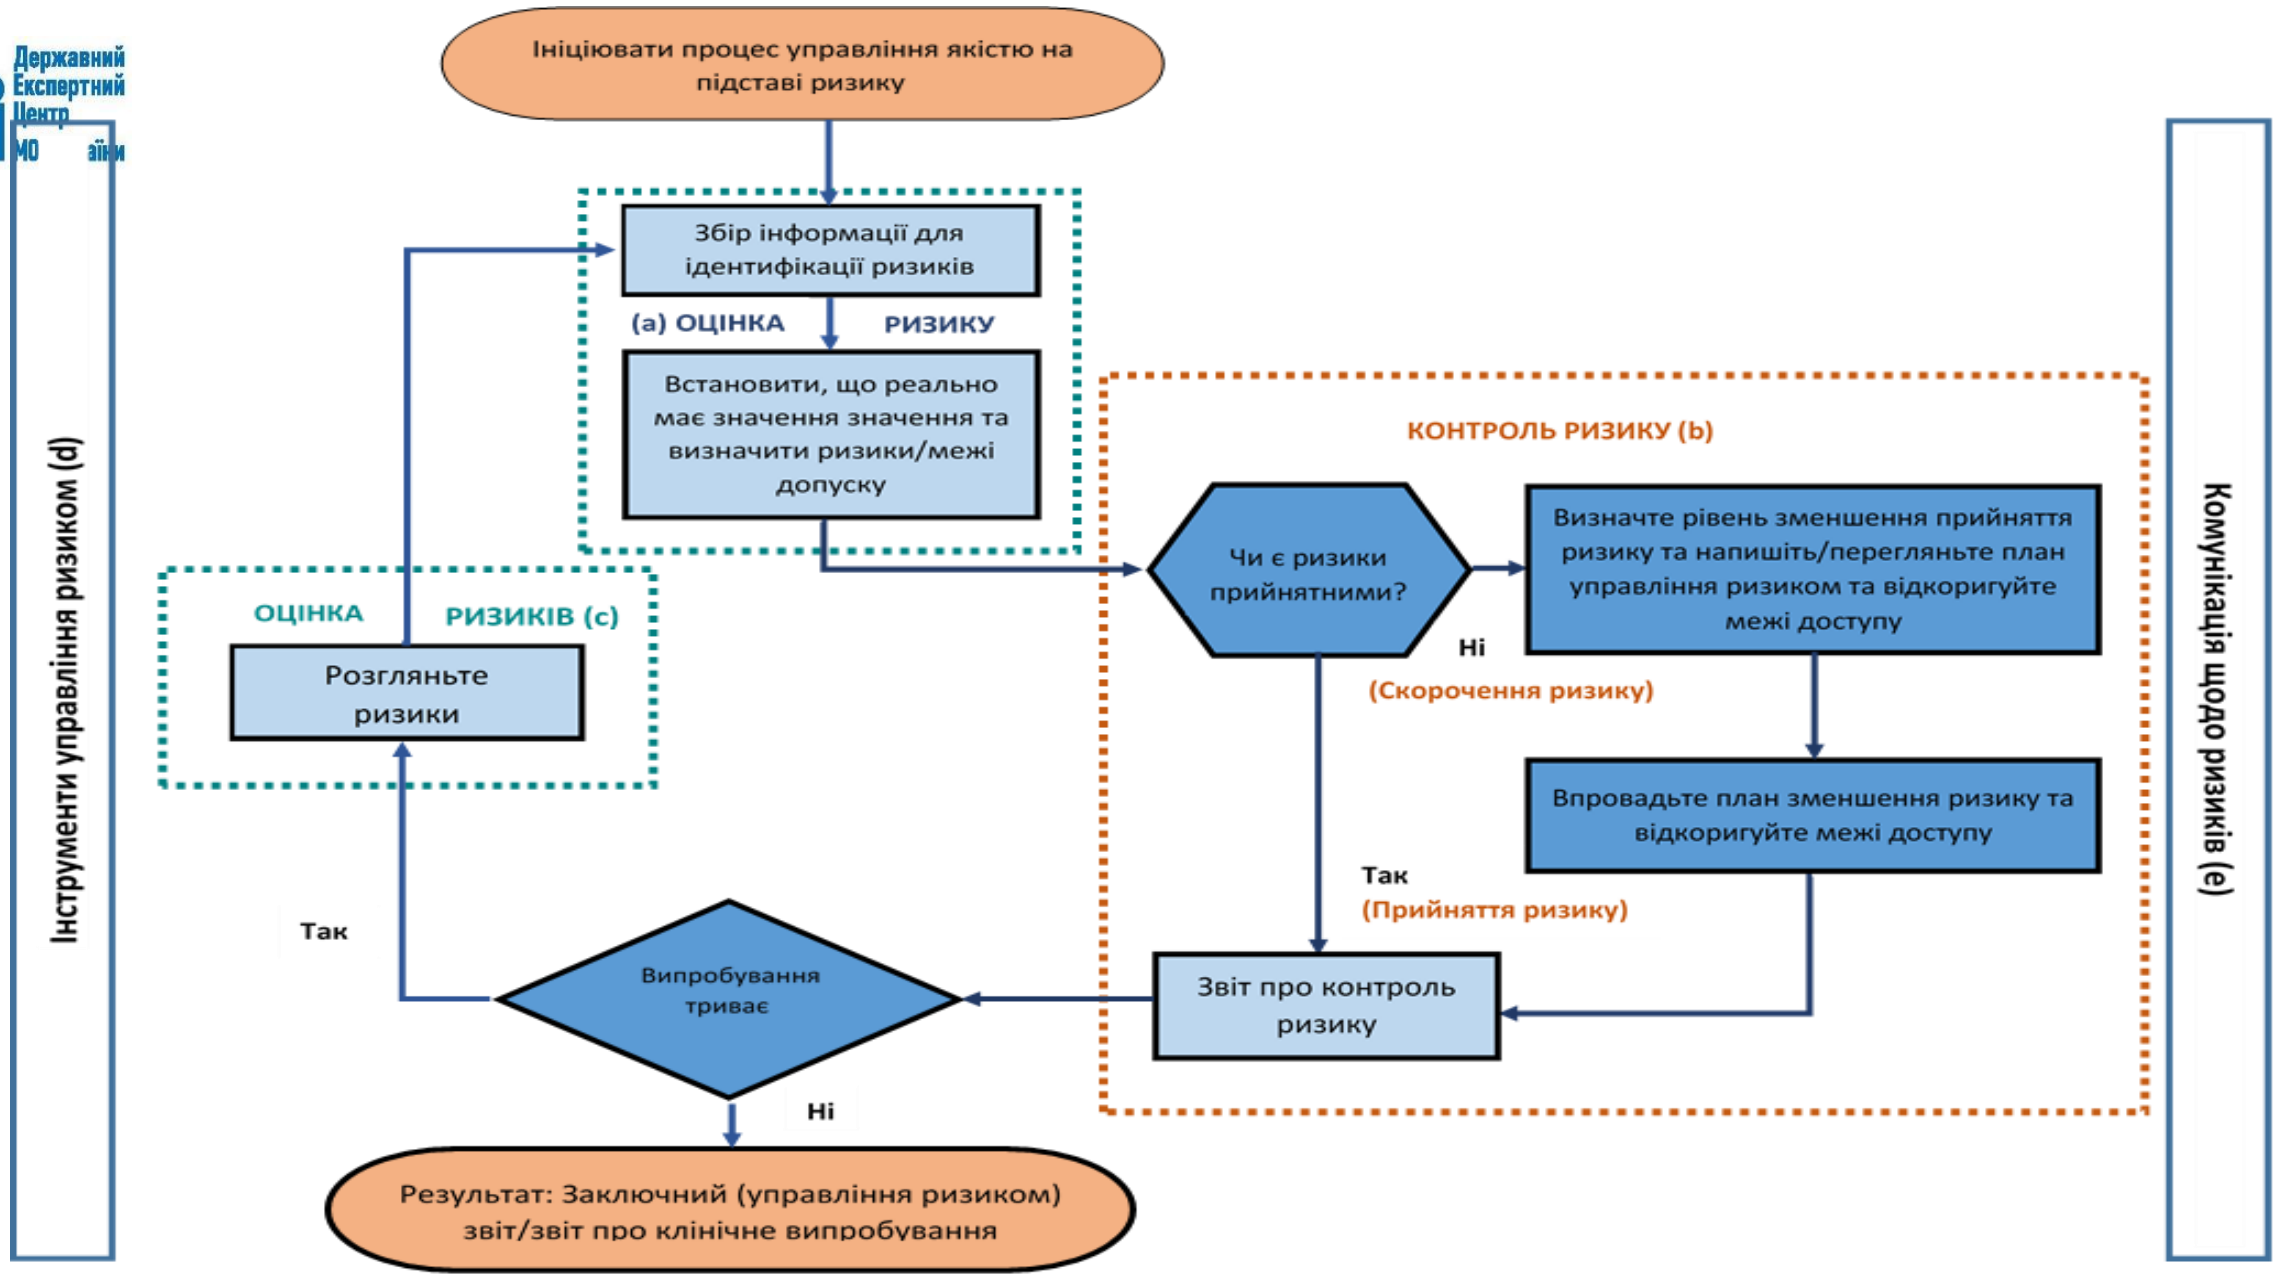 Державний
Експертний
Центр
МО аїни
Ініціювати процес управління якістю на
підставі ризику
Збір інформації для
ідентифікації ризиків
(a) ОЦІНКА РИЗИКУ
Встановити, що реально
має значення значення та
визначити ризики/межі
допуску
КОНТРОЛЬ РИЗИКУ (b)
Чи є ризики
прийнятними?
Визначте рівень зменшення прийняття
ризику та напишіть/перегляньте план
управління ризиком та відкоригуйте
межі доступу
Ні
(Скорочення ризику)
Впровадьте план зменшення ризику та
відкоригуйте межі доступу
Так
(Прийняття ризику)
Звіт про контроль
ризику
ОЦІНКА РИЗИКІВ (c)
Розгляньте
ризики
Так
Випробування
триває
Ні
Результат: Заключний (управління ризиком)
звіт/звіт про клінічне випробування
Інструменти управління ризиком (d)
Комунікація щодо ризиків (e)